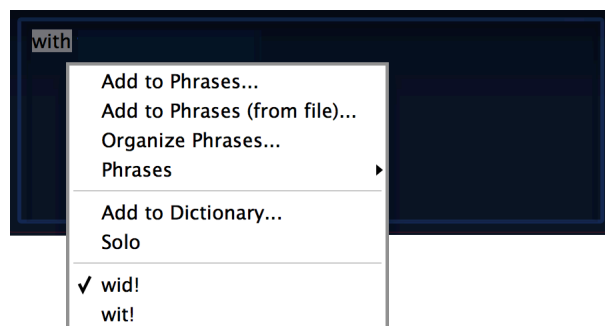 with
Add to Phrases...
Add to Phrases (from file)...
Organize Phrases...
Phrases
Add to Dictionary...
Solo
✓ wid!
wit!